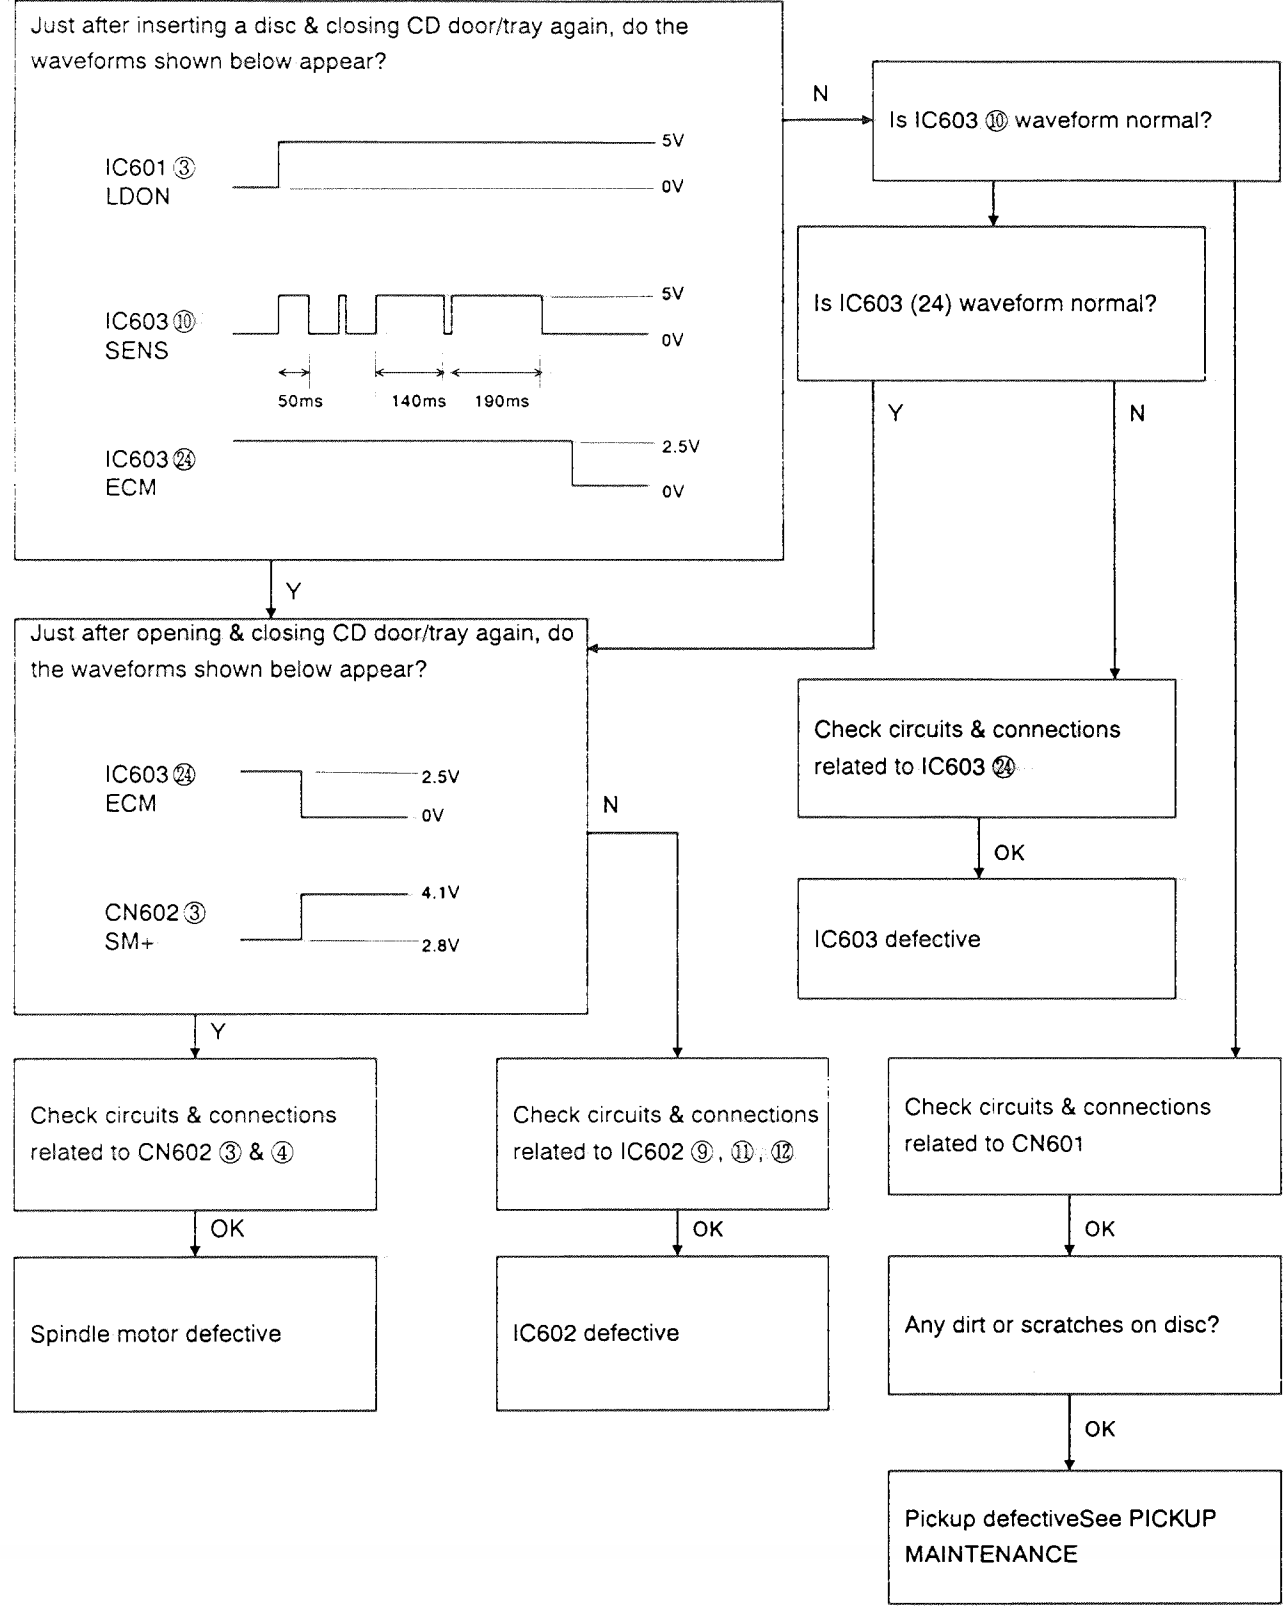 Just after inserting a disc & closing CD door/tray again, do the
waveforms shown below appear?
IC601 ③
LDON
5V
0V
IC603 ⑩
SENS
5V
0V
50ms
140ms
190ms
IC603 ㉔
ECM
2.5V
0V
N
Is IC603 ⑩ waveform normal?
Is IC603 (24) waveform normal?
Y
N
Y
Just after opening & closing CD door/tray again, do
the waveforms shown below appear?
IC603 ㉔
ECM
2.5V
0V
CN602 ③
SM+
4.1V
2.8V
N
Check circuits & connections
related to IC603 ㉔
OK
IC603 defective
Y
Check circuits & connections
related to CN602 ③ & ④
OK
Spindle motor defective
Check circuits & connections
related to IC602 ⑨, ⑪, ⑫
OK
IC602 defective
Check circuits & connections
related to CN601
OK
Any dirt or scratches on disc?
OK
Pickup defectiveSee PICKUP
MAINTENANCE